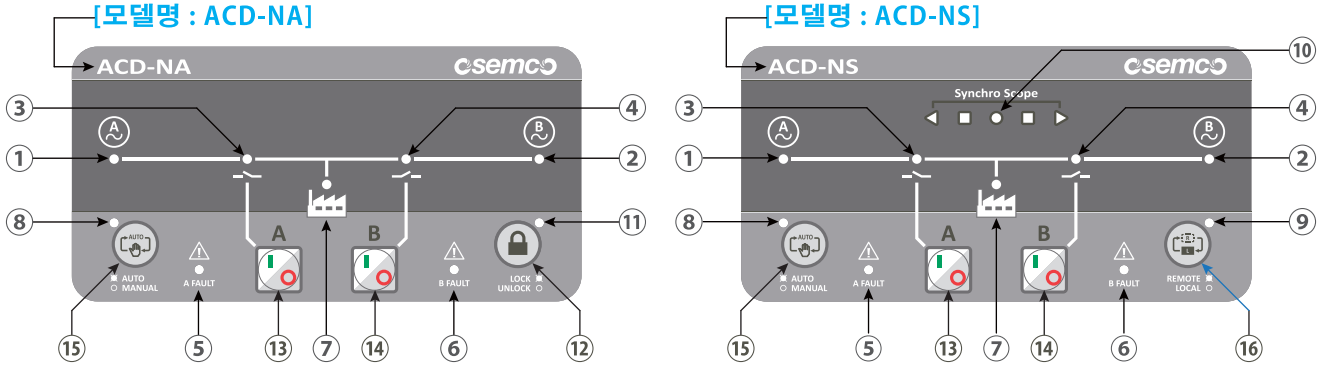 [모델명 : ACD-NA]
ACD-NA
semco
③
④
A
B
①
②
⑧
⑪
AUTO
A
B
AUTO
MANUAL
A FAULT
B FAULT
LOCK
UNLOCK
⑮
⑤
⑬
⑦
⑭
⑥
⑫
[모델명 : ACD-NS]
ACD-NS
semco
⑩
Synchro Scope
③
④
A
B
①
②
⑧
⑨
AUTO
A
B
R
L
AUTO
MANUAL
A FAULT
B FAULT
REMOTE
LOCAL
⑮
⑤
⑬
⑦
⑭
⑥
⑯